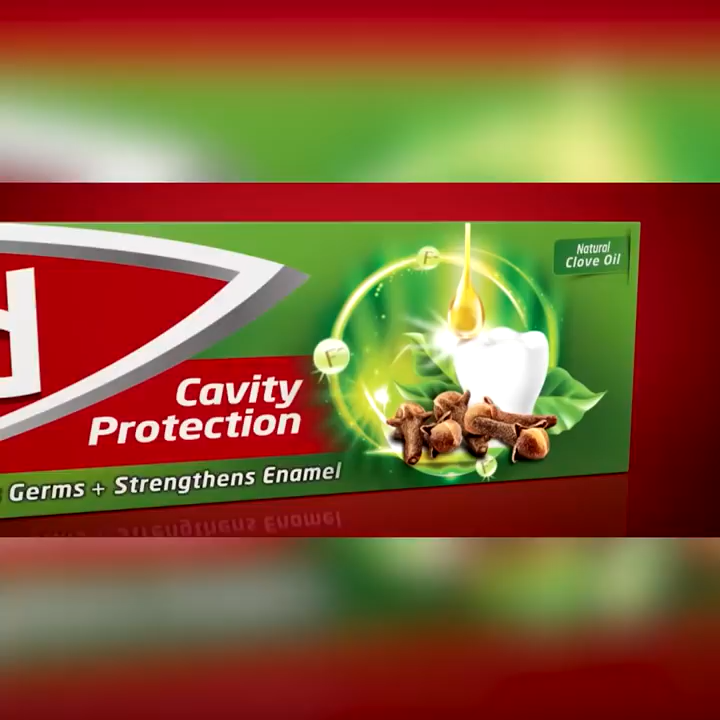 d
Natural
Clove Oil
F
F
F
Cavity
Protection
Germs + Strengthens Enamel